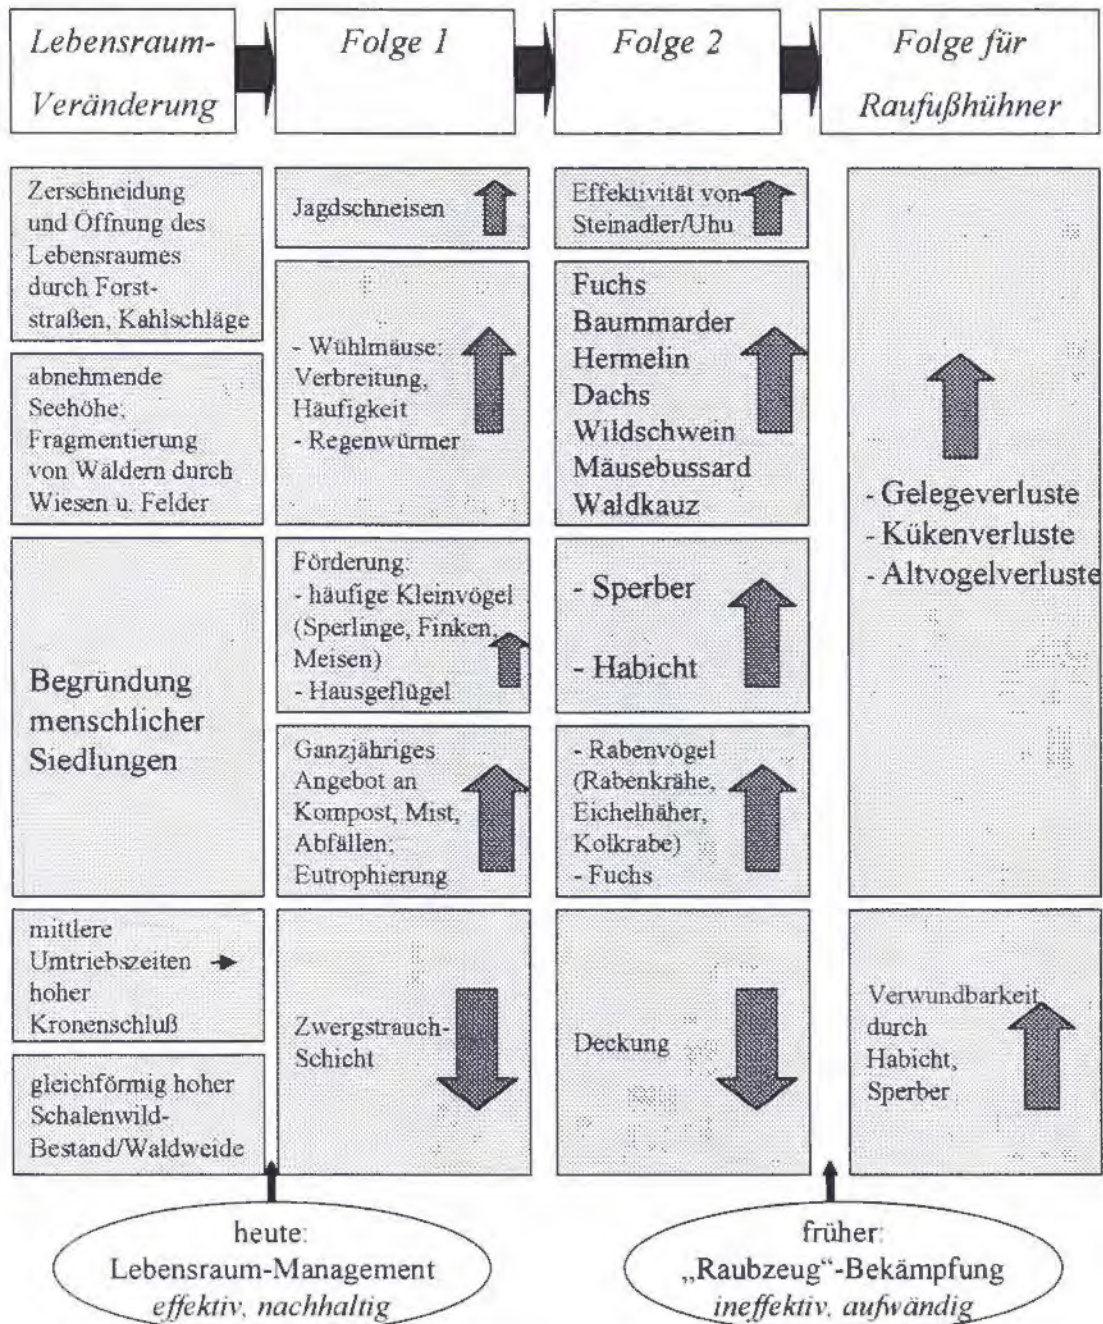 Lebensraum-
Veränderung
Folge 1
Folge 2
Folge für
Raufußhühner
Zerschneidung
und Öffnung des
Lebensraumes
durch Forst-
straßen, Kahlschläge
abnehmende
Seehöhe;
Fragmentierung
von Wäldern durch
Wiesen u. Felder
Begründung
menschlicher
Siedlungen
mittlere
Umtriebszeiten
hoher
Kronenschluß
gleichförmig hoher
Schalenwild-
Bestand/Waldweide
Jagdschneisen
- Wühlmäuse:
Verbreitung,
Häufigkeit
- Regenwürmer
Förderung:
- häufige Kleinvögel
(Sperlinge, Finken,
Meisen)
- Hausgeflügel
Ganzjähriges
Angebot an
Kompost, Mist,
Abfällen;
Eutrophierung
Zwergstrauch-
Schicht
Effektivität von
Steinadler/Uhu
Fuchs
Baummarder
Hermelin
Dachs
Wildschwein
Mäusebussard
Waldkauz
- Sperber
- Habicht
- Rabenvögel
(Rabenkrähe,
Eichelhäher,
Kolkrabe)
- Fuchs
Deckung
- Gelegeverluste
- Kükenverluste
- Altvogelverluste
Verwundbarkeit
durch
Habicht,
Sperber
heute:
Lebensraum-Management
effektiv, nachhaltig
früher:
„Raubzeug“-Bekämpfung
ineffektiv, aufwändig